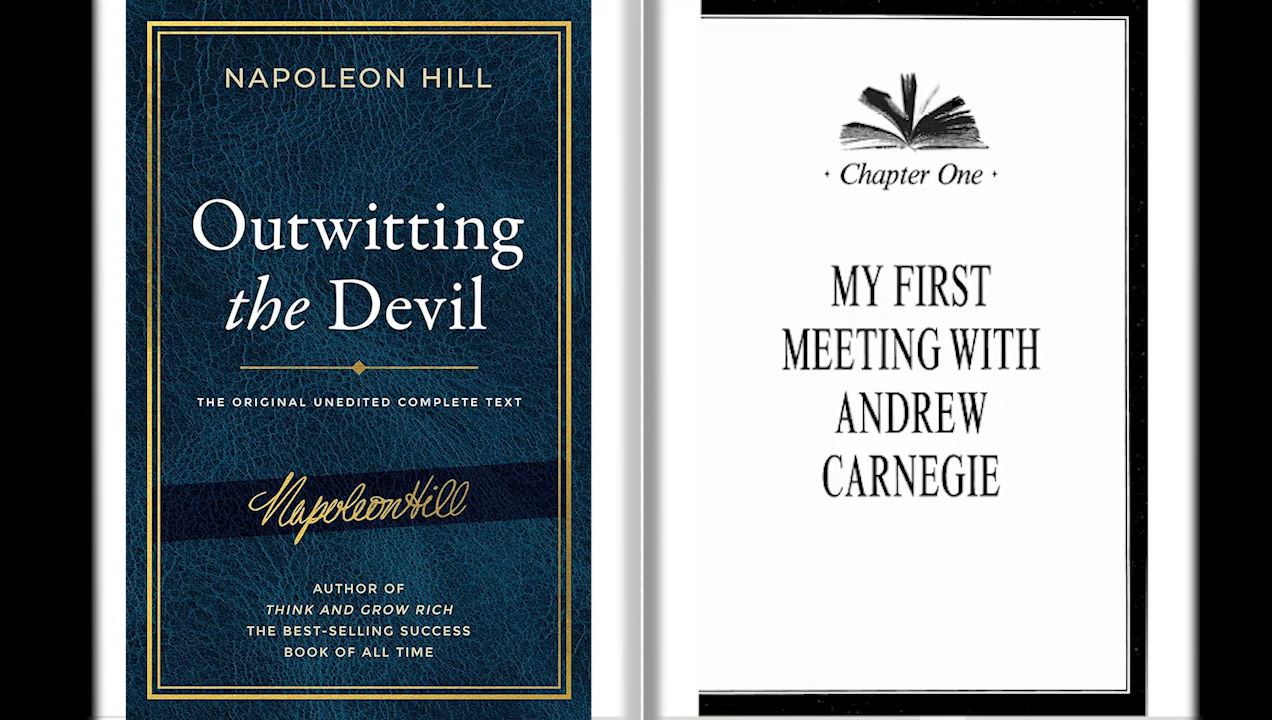 NAPOLEON HILL
Outwitting
the Devil
THE ORIGINAL UNEDITED COMPLETE TEXT
Napoleon Hill
AUTHOR OF
THINK AND GROW RICH
THE BEST-SELLING SUCCESS
BOOK OF ALL TIME
Chapter One
MY FIRST
MEETING WITH
ANDREW
CARNEGIE